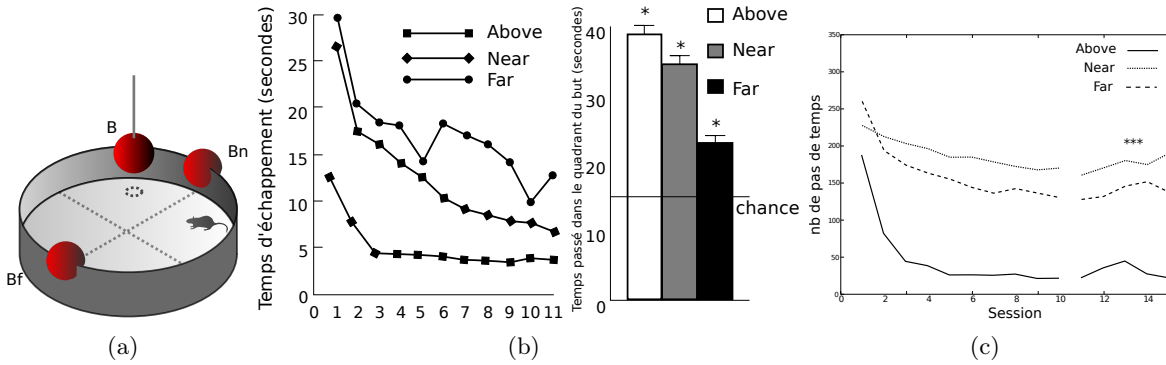 B
Bn
Bf
(a)
Temps d'échappement (secondes)
30
25
20
15
10
5
0
0 1 2 3 4 5 6 7 8 9 10 11
Above
Near
Far
(b)
Temps passé dans le quadrant du but (secondes)
40
30
20
10
0
* * *
Above
Near
Far
chance
nb de pas de temps
350
300
250
200
150
100
50
0
0 2 4 6 8 10 12 14
Session
Above
Near
Far
***
(c)